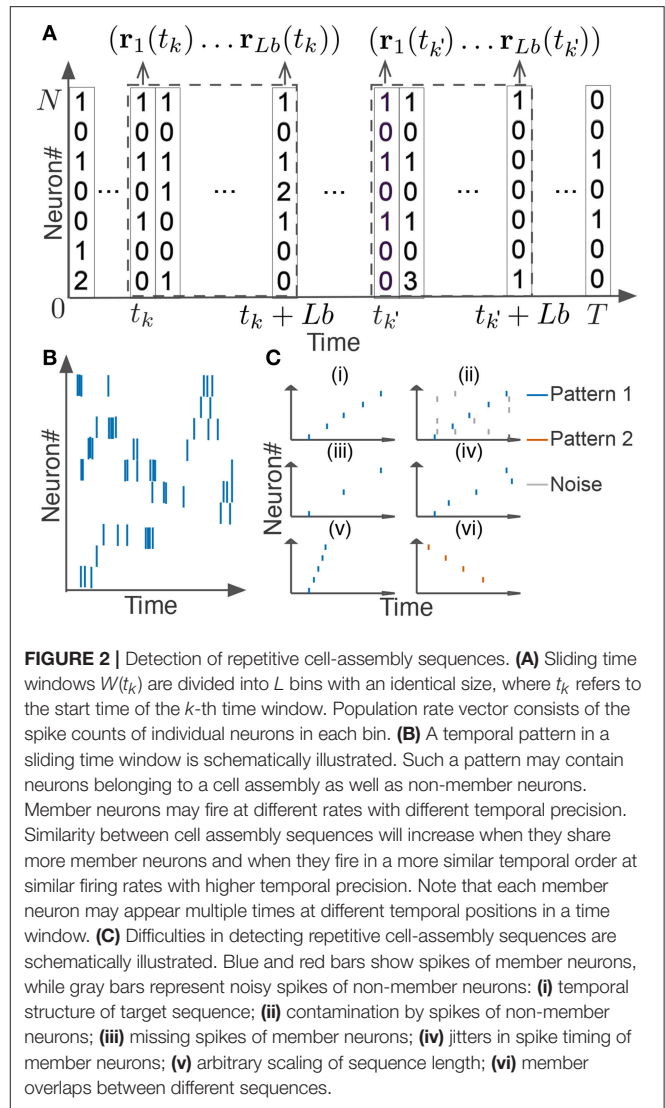 A
(r₁(tₖ) … r_Lb(tₖ)) (r₁(tₖ') … r_Lb(tₖ'))
N 1 1 1 1 1 1 1 0
0 0 0 0 0 0 0 0
1 1 1 1 1 1 0 1
0 ... 0 1 ... 2 ... 0 0 ... 0 ... 0
0 1 0 1 1 0 0 1
1 0 0 0 0 0 0 0
2 0 1 0 0 3 1 0
Neuron#
0 tₖ tₖ + Lb tₖ' tₖ' + Lb T
Time
B
Neuron#
Time
C
(i) (ii)
(iii) (iv)
(v) (vi)
Neuron#
Time
Pattern 1
Pattern 2
Noise
FIGURE 2 | Detection of repetitive cell-assembly sequences. (A) Sliding time
windows W(tₖ) are divided into L bins with an identical size, where tₖ refers to
the start time of the k-th time window. Population rate vector consists of the
spike counts of individual neurons in each bin. (B) A temporal pattern in a
sliding time window is schematically illustrated. Such a pattern may contain
neurons belonging to a cell assembly as well as non-member neurons.
Member neurons may fire at different rates with different temporal precision.
Similarity between cell assembly sequences will increase when they share
more member neurons and when they fire in a more similar temporal order at
similar firing rates with higher temporal precision. Note that each member
neuron may appear multiple times at different temporal positions in a time
window. (C) Difficulties in detecting repetitive cell-assembly sequences are
schematically illustrated. Blue and red bars show spikes of member neurons,
while gray bars represent noisy spikes of non-member neurons: (i) temporal
structure of target sequence; (ii) contamination by spikes of non-member
neurons; (iii) missing spikes of member neurons; (iv) jitters in spike timing of
member neurons; (v) arbitrary scaling of sequence length; (vi) member
overlaps between different sequences.